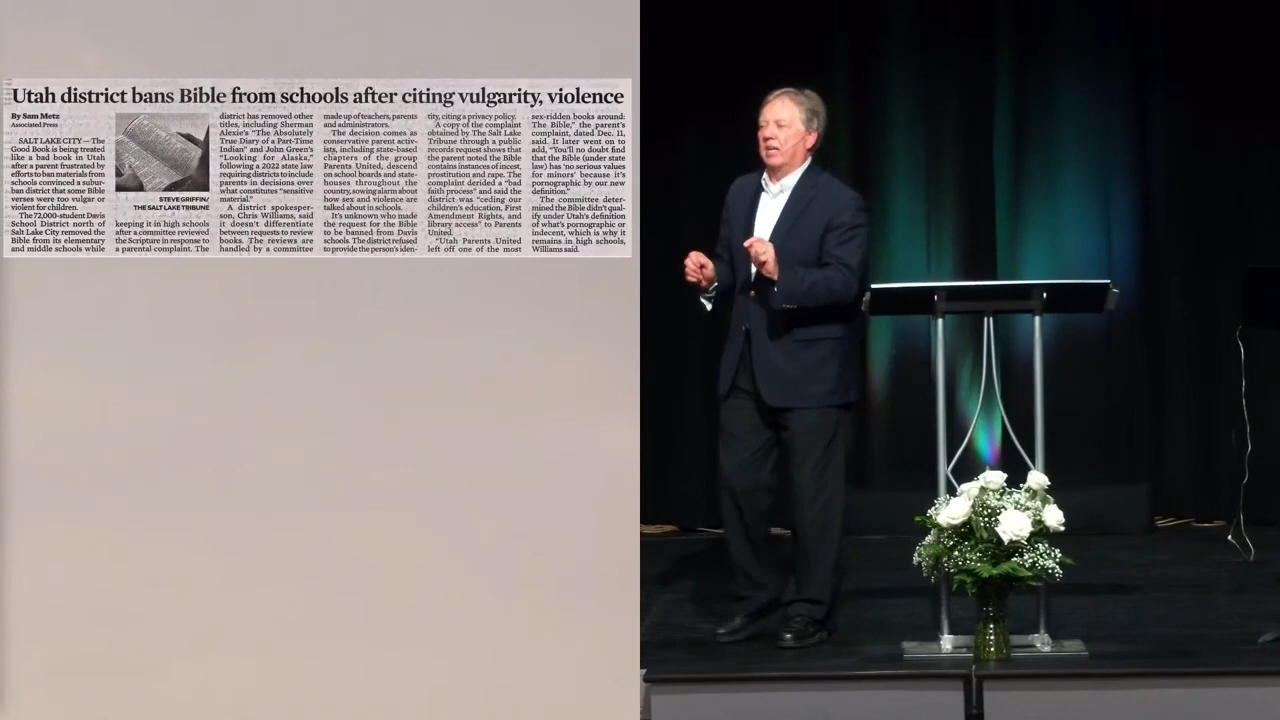 Utah district bans Bible from schools after citing vulgarity, violence
By Sam Metz
Associated Press
SALT LAKE CITY — The
Good Book is being treated
like a bad book in Utah
after a parent frustrated by
efforts to ban materials from
schools convinced a subur-
ban district that some Bible
verses were too vulgar or
violent for children.
The 72,000-student Davis
School District north of
Salt Lake City removed the
Bible from its elementary
and middle schools while
STEVE GRIFFIN/
THE SALT LAKE TRIBUNE
keeping it in high schools
after a committee reviewed
the Scripture in response to
a parental complaint. The
district has removed other
titles, including Sherman
Alexie's "The Absolutely
True Diary of a Part-Time
Indian" and John Green's
"Looking for Alaska,"
following a 2022 state law
requiring districts to include
parents in decisions over
what constitutes "sensitive
material."
A district spokesper-
son, Chris Williams, said
it doesn't differentiate
between requests to review
books. The reviews are
handled by a committee
made up of teachers, parents
and administrators.
The decision comes as
conservative parent activ-
ists, including state-based
chapters of the group
Parents United, descend
on school boards and state-
houses throughout the
country, sowing alarm about
how sex and violence are
talked about in schools.
It's unknown who made
the request for the Bible
to be banned from Davis
schools. The district refused
to provide the person's iden-
tity, citing a privacy policy.
A copy of the complaint
obtained by The Salt Lake
Tribune through a public
records request shows that
the parent noted the Bible
contains instances of incest,
prostitution and rape. The
complaint derided a "bad
faith process" and said the
district was "ceding our
children's education, First
Amendment Rights, and
library access" to Parents
United.
"Utah Parents United
left off one of the most
sex-ridden books around:
The Bible," the parent's
complaint, dated Dec. 11,
said. It later went on to
add, "You'll no doubt find
that the Bible (under state
law) has 'no serious values
for minors' because it's
pornographic by our new
definition."
The committee deter-
mined the Bible didn't qual-
ify under Utah's definition
of what's pornographic or
indecent, which is why it
remains in high schools,
Williams said.